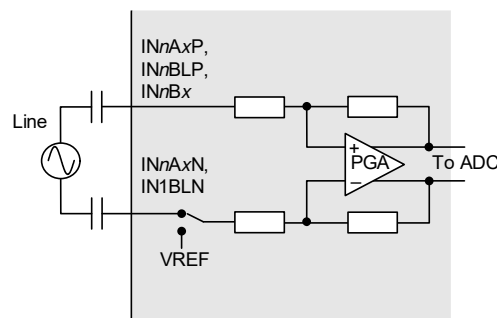 INnAxP,
INnBLP,
INnBx
Line
+
PGA
−
To ADC
INnAxN,
IN1BLN
VREF